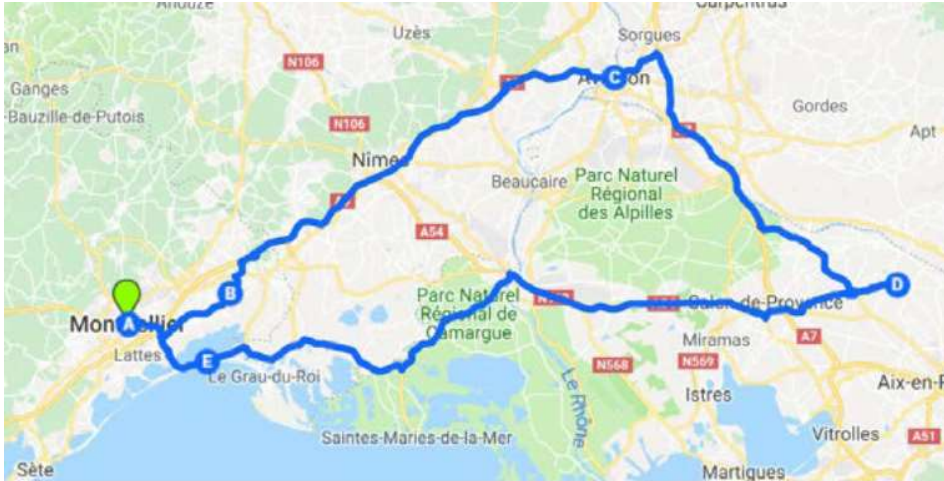 Carpentras
Uzès
Sorgues
N106
Ganges
C
-Bauzille-de-Putois
N106
Gordes
Apt
Nîmes
Beaucaire
Parc Naturel
Régional
des Alpilles
A54
D
B
Parc Naturel
Régional de
Camargue
Salon-de-Provence
A
Montpellier
Lattes
E
Le Grau-du-Roi
Miramas
A7
N568
N569
Le Rhône
Istres
Aix-en-P
Saintes-Maries-de-la-Mer
Vitrolles
A51
Sète
Martigues